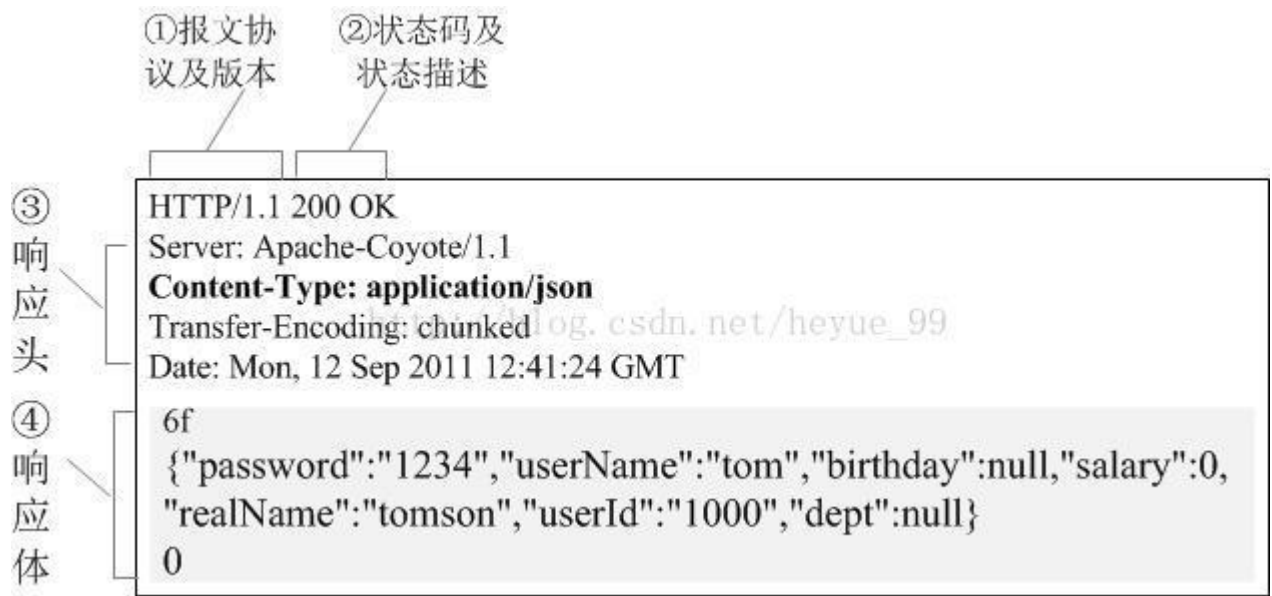 ①报文协
议及版本
②状态码及
状态描述
③
响
应
头
HTTP/1.1 200 OK
Server: Apache-Coyote/1.1
Content-Type: application/json
Transfer-Encoding: chunked
Date: Mon, 12 Sep 2011 12:41:24 GMT
http://blog.csdn.net/heyue_99
④
响
应
体
6f
{"password":"1234","userName":"tom","birthday":null,"salary":0,
"realName":"tomson","userId":"1000","dept":null}
0